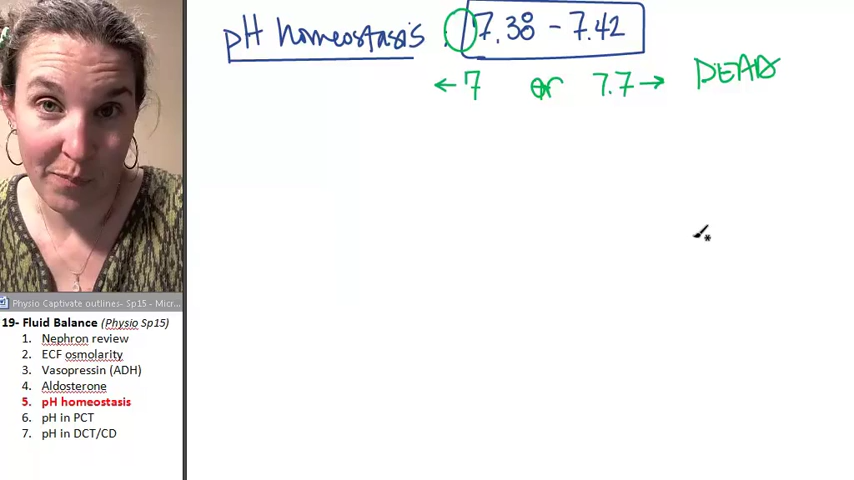 pH homeostasis : 7.38 - 7.42
←7 or 7.7→ DEAD
Physio Captivate outlines- Sp15 - Micr...
19- Fluid Balance (Physio Sp15)
1. Nephron review
2. ECF osmolarity
3. Vasopressin (ADH)
4. Aldosterone
5. pH homeostasis
6. pH in PCT
7. pH in DCT/CD